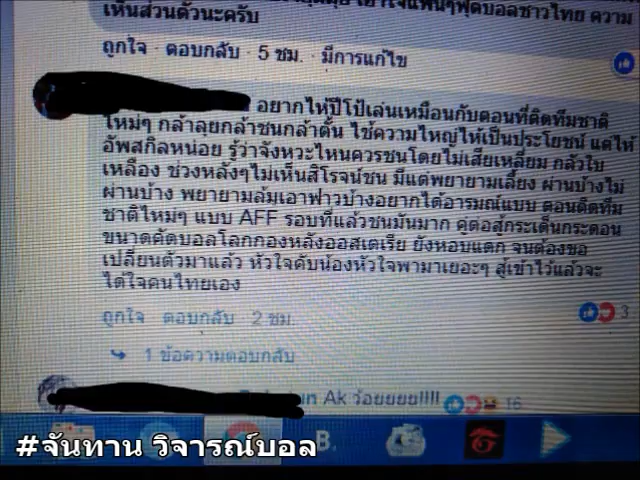 เห็นส่วนตัวนะครับ
ถูกใจ · ตอบกลับ · 5 ชม. · มีการแก้ไข
อยากให้ปีโป้เล่นเหมือนกับตอนที่ติดทีมชาติ
ใหม่ๆ กล้าลุยกล้าชนกล้าดั้น ใช้ความใหญ่ให้เป็นประโยชน์ แต่ให้
อัพสกิลหน่อย รู้ว่าจังหวะไหนควรชนโดยไม่เสียเหลี่ยม กลัวใบ
เหลือง ช่วงหลังๆไม่เห็นสิโรจน์ชน มีแต่พยายามเลี้ยง ผ่านบ้างไม่
ผ่านบ้าง พยายามล้มเอาฟาวบ้างอยากได้อารมณ์แบบ ตอนติดทีม
ชาติใหม่ๆ แบบ AFF รอบที่แล้วชนมันมาก คู่ต่อสู้กระเด็นกระดอน
ขนาดคัดบอลโลกกองหลังออสเตเรีย ยังหอบแดก จนต้องขอ
เปลี่ยนตัวมาแล้ว หัวใจคับน้องหัวใจพามาเยอะๆ สู้เข้าไว้แล้วจะ
ได้ใจคนไทยเอง
3
ถูกใจ ตอบกลับ 2 ชม.
1 ข้อความตอบกลับ
Ak ว้อยยยย!!!! 16
B.
#จันทาน วิจารณ์บอล